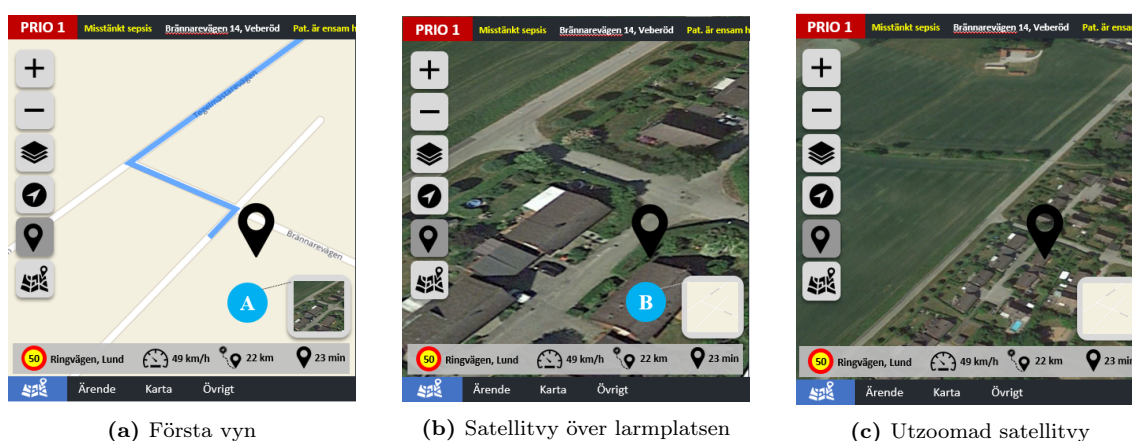 PRIO 1 Misstänkt sepsis Brännarevägen 14, Veberöd Pat. är ensam h
Tegelmästarevägen
Brännarevägen
A
50 Ringvägen, Lund 49 km/h 22 km 23 min
Ärende Karta Övrigt
(a) Första vyn
PRIO 1 Misstänkt sepsis Brännarevägen 14, Veberöd Pat. är ensam h
B
50 Ringvägen, Lund 49 km/h 22 km 23 min
Ärende Karta Övrigt
(b) Satellitvy över larmplatsen
PRIO 1 Misstänkt sepsis Brännarevägen 14, Veberöd Pat. är ensam
50 Ringvägen, Lund 49 km/h 22 km 23 min
Ärende Karta Övrigt
(c) Utzoomad satellitvy